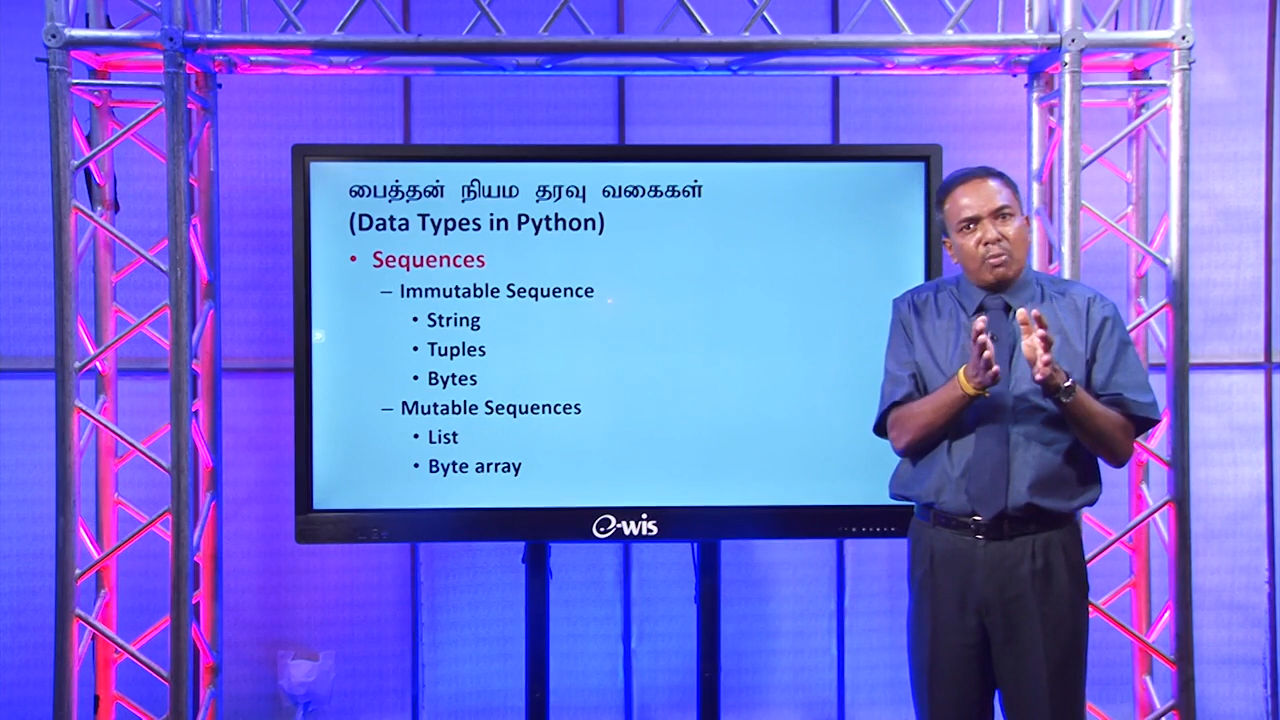 பைத்தன் நியம தரவு வகைகள்
(Data Types in Python)
• Sequences
– Immutable Sequence
• String
• Tuples
• Bytes
– Mutable Sequences
• List
• Byte array
e-wis